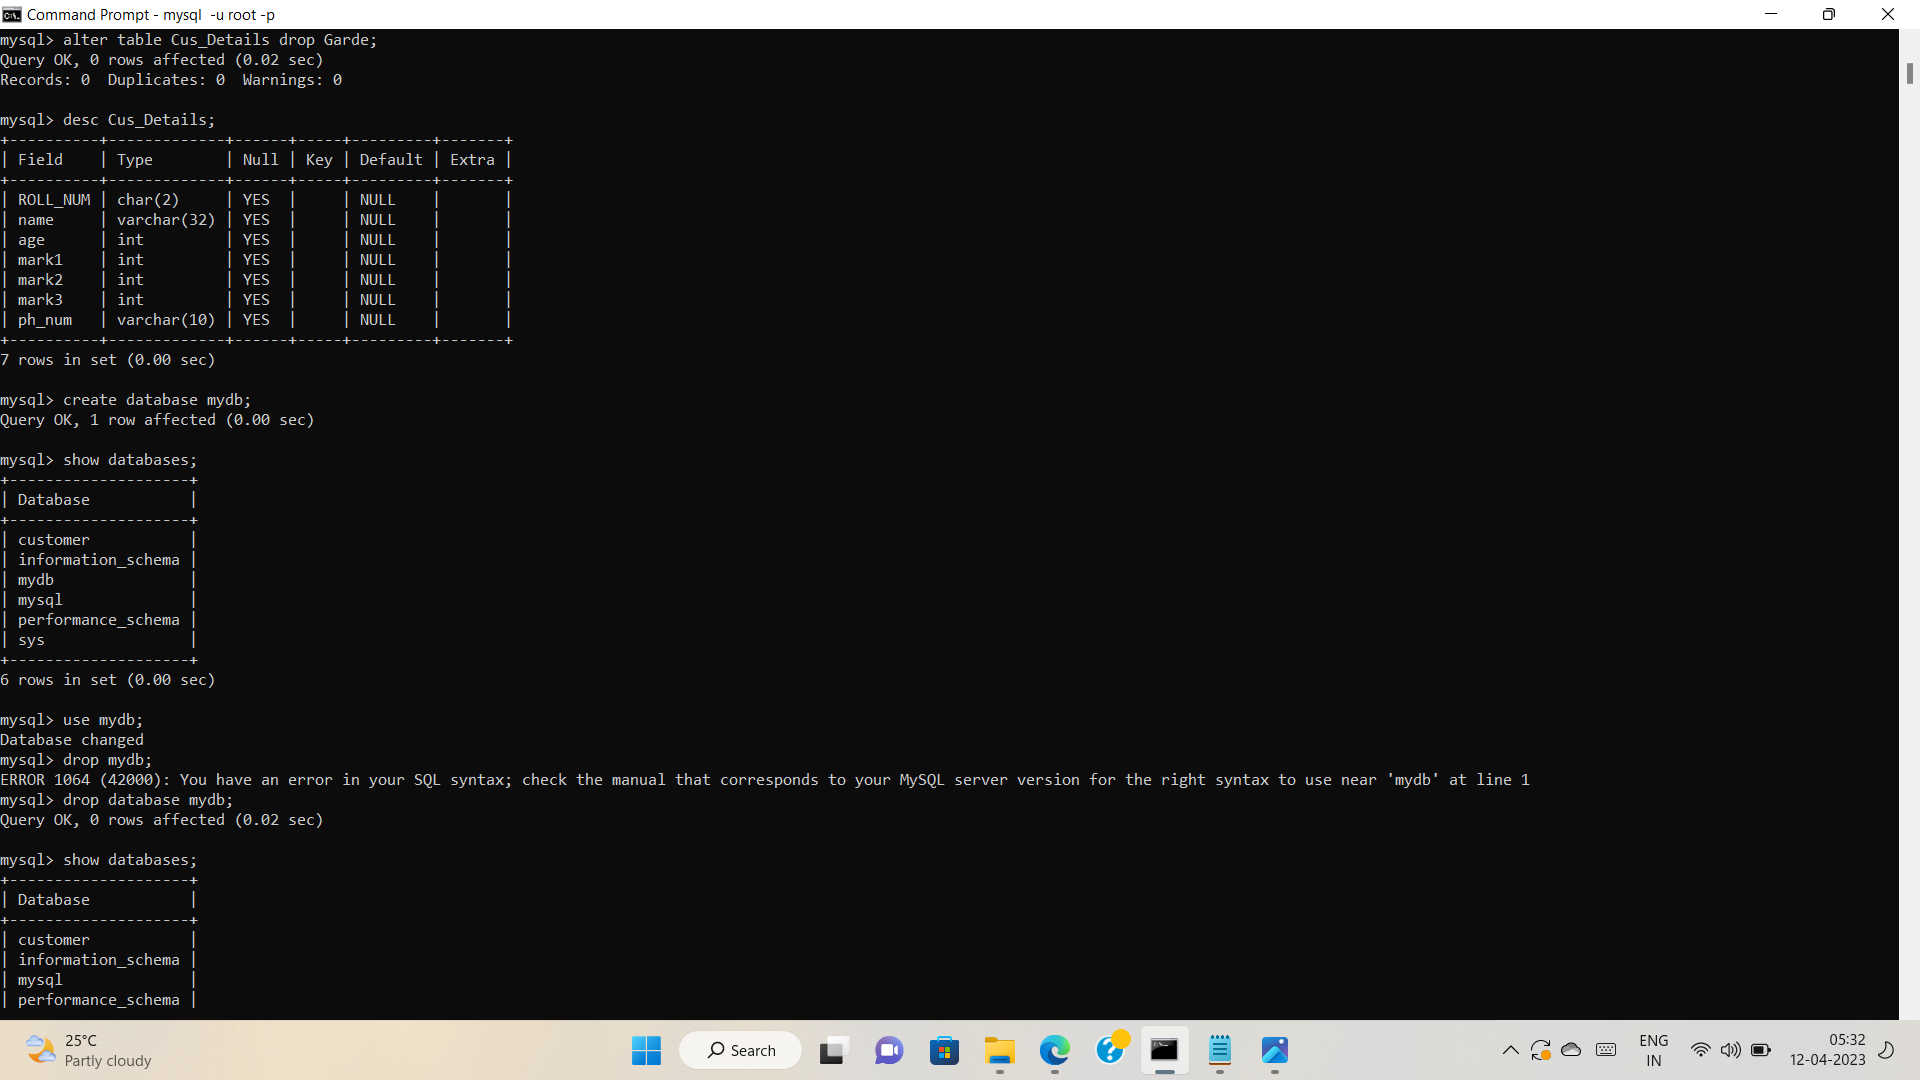 Command Prompt - mysql  -u root -p
mysql> alter table Cus_Details drop Garde;
Query OK, 0 rows affected (0.02 sec)
Records: 0  Duplicates: 0  Warnings: 0
mysql> desc Cus_Details;
+----------+-------------+------+-----+---------+-------+
| Field    | Type        | Null | Key | Default | Extra |
+----------+-------------+------+-----+---------+-------+
| ROLL_NUM | char(2)     | YES  |     | NULL    |       |
| name     | varchar(32) | YES  |     | NULL    |       |
| age      | int         | YES  |     | NULL    |       |
| mark1    | int         | YES  |     | NULL    |       |
| mark2    | int         | YES  |     | NULL    |       |
| mark3    | int         | YES  |     | NULL    |       |
| ph_num   | varchar(10) | YES  |     | NULL    |       |
+----------+-------------+------+-----+---------+-------+
7 rows in set (0.00 sec)
mysql> create database mydb;
Query OK, 1 row affected (0.00 sec)
mysql> show databases;
+--------------------+
| Database           |
+--------------------+
| customer           |
| information_schema |
| mydb               |
| mysql              |
| performance_schema |
| sys                |
+--------------------+
6 rows in set (0.00 sec)
mysql> use mydb;
Database changed
mysql> drop mydb;
ERROR 1064 (42000): You have an error in your SQL syntax; check the manual that corresponds to your MySQL server version for the right syntax to use near 'mydb' at line 1
mysql> drop database mydb;
Query OK, 0 rows affected (0.02 sec)
mysql> show databases;
+--------------------+
| Database           |
+--------------------+
| customer           |
| information_schema |
| mysql              |
| performance_schema |
25°C
Partly cloudy
Search
ENG
IN
05:32
12-04-2023